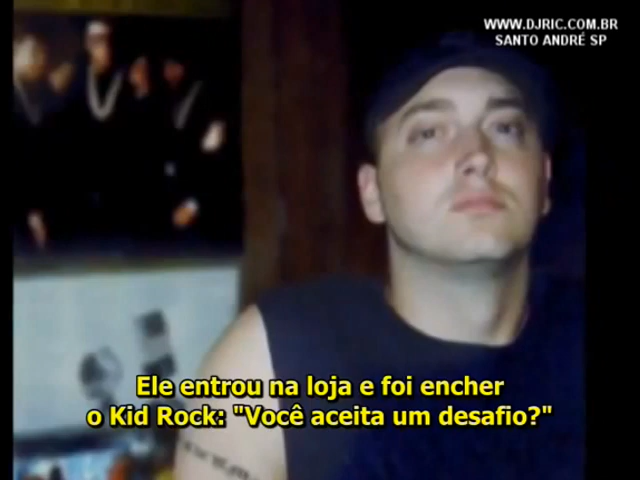 WWW.DJRIC.COM.BR
SANTO ANDRÉ SP
Ele entrou na loja e foi encher
o Kid Rock: "Você aceita um desafio?"